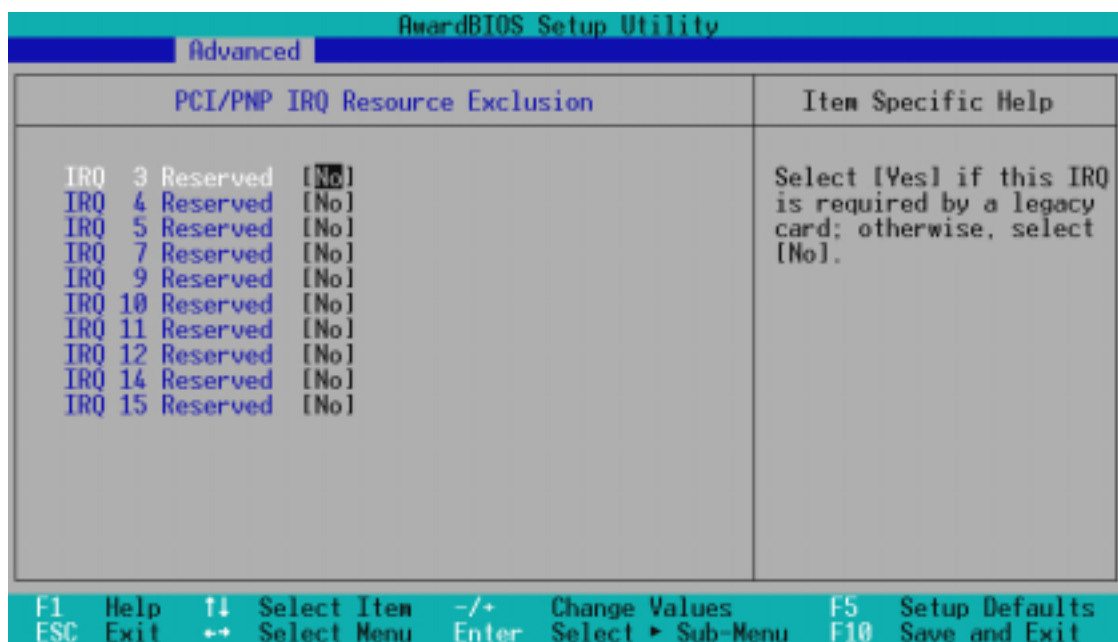 AwardBIOS Setup Utility
Advanced
PCI/PNP IRQ Resource Exclusion
IRQ 3 Reserved [No]
IRQ 4 Reserved [No]
IRQ 5 Reserved [No]
IRQ 7 Reserved [No]
IRQ 9 Reserved [No]
IRQ 10 Reserved [No]
IRQ 11 Reserved [No]
IRQ 12 Reserved [No]
IRQ 14 Reserved [No]
IRQ 15 Reserved [No]
Item Specific Help
Select [Yes] if this IRQ
is required by a legacy
card; otherwise, select
[No].
F1 Help ↑↓ Select Item -/+ Change Values F5 Setup Defaults
ESC Exit ←→ Select Menu Enter Select ► Sub-Menu F10 Save and Exit